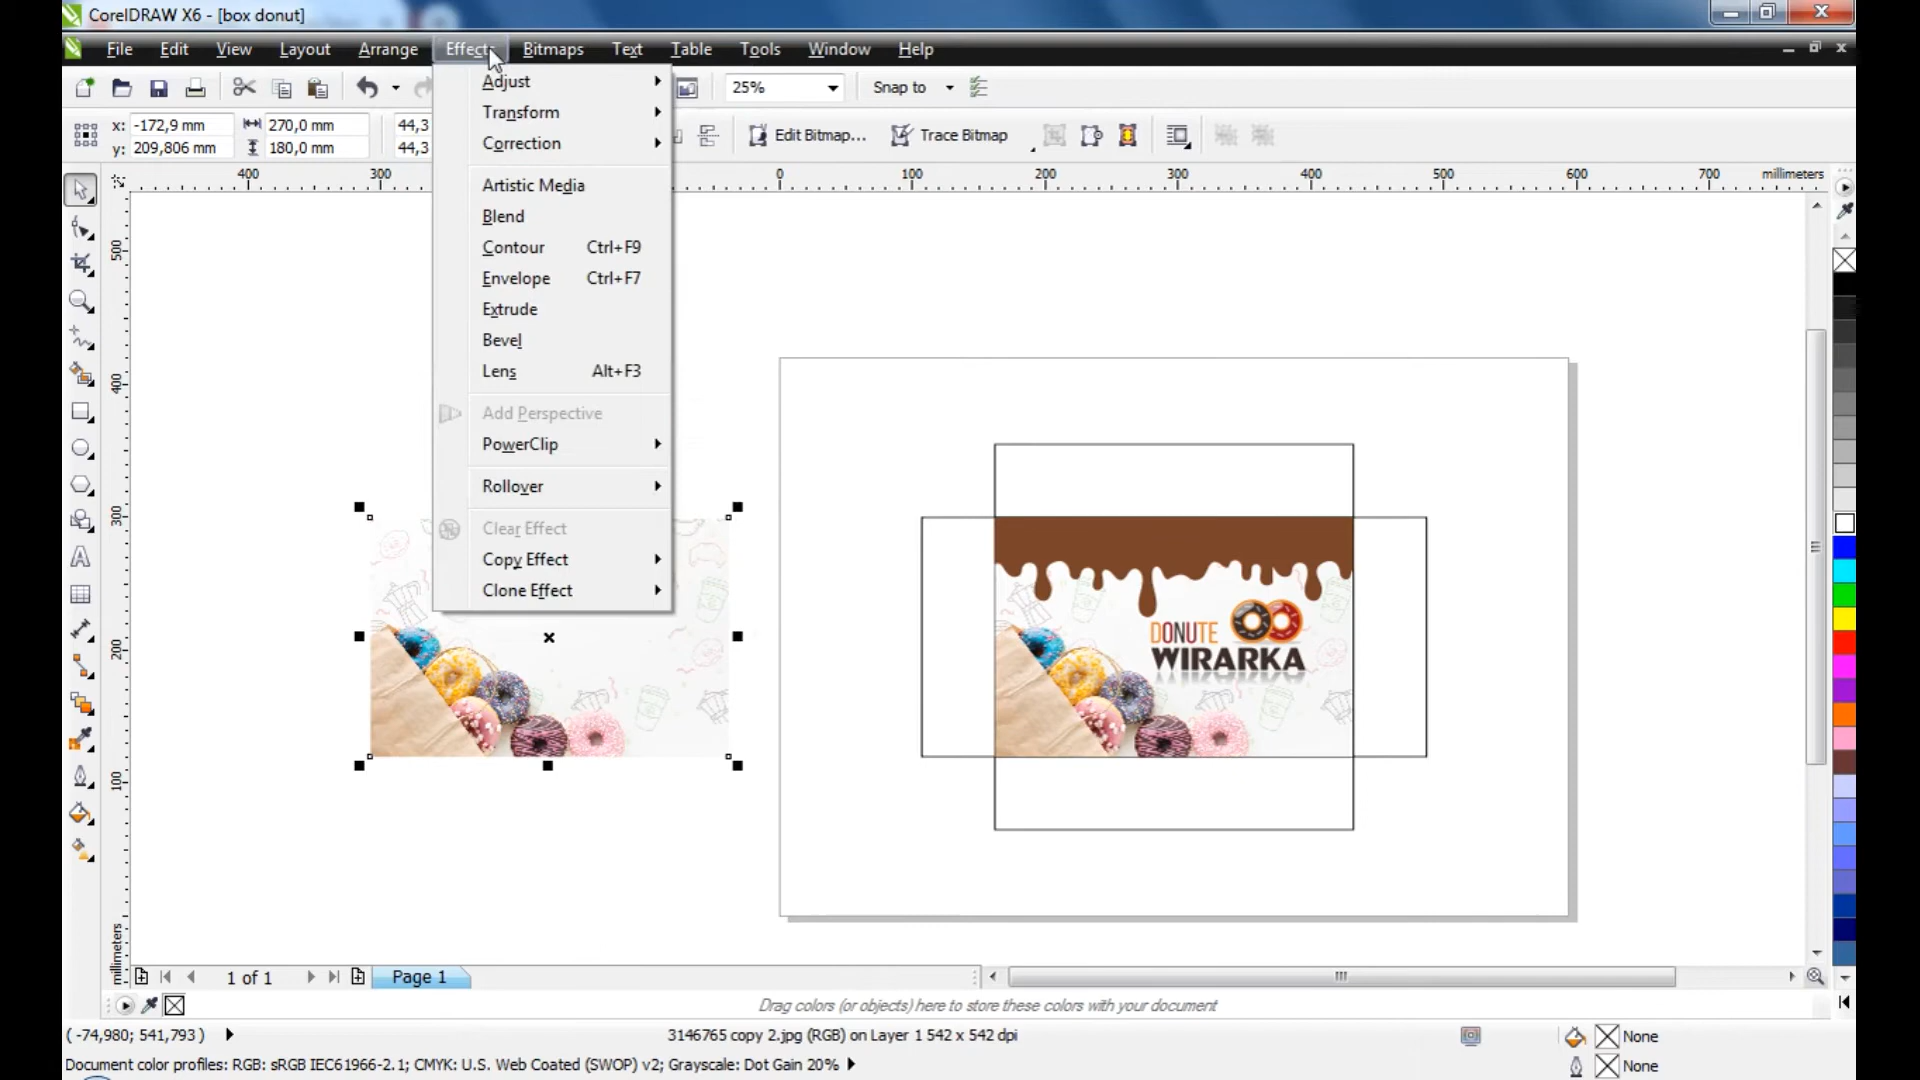 CorelDRAW X6 - [box donut]
File Edit View Layout Arrange Effects Bitmaps Text Table Tools Window Help
25% Snap to
x: -172,9 mm 270,0 mm 44,3
y: 209,806 mm 180,0 mm 44,3
Edit Bitmap... Trace Bitmap
Adjust
Transform
Correction
Artistic Media
Blend
Contour Ctrl+F9
Envelope Ctrl+F7
Extrude
Bevel
Lens Alt+F3
Add Perspective
PowerClip
Rollover
Clear Effect
Copy Effect
Clone Effect
400 300 0 100 200 300 400 500 600 700 millimeters
500
400
300
200
100
millimeters
DONUTE
WIRARKA
1 of 1 Page 1
Drag colors (or objects) here to store these colors with your document
( -74,980; 541,793 ) 3146765 copy 2.jpg (RGB) on Layer 1 542 x 542 dpi None
Document color profiles: RGB: sRGB IEC61966-2.1; CMYK: U.S. Web Coated (SWOP) v2; Grayscale: Dot Gain 20% None